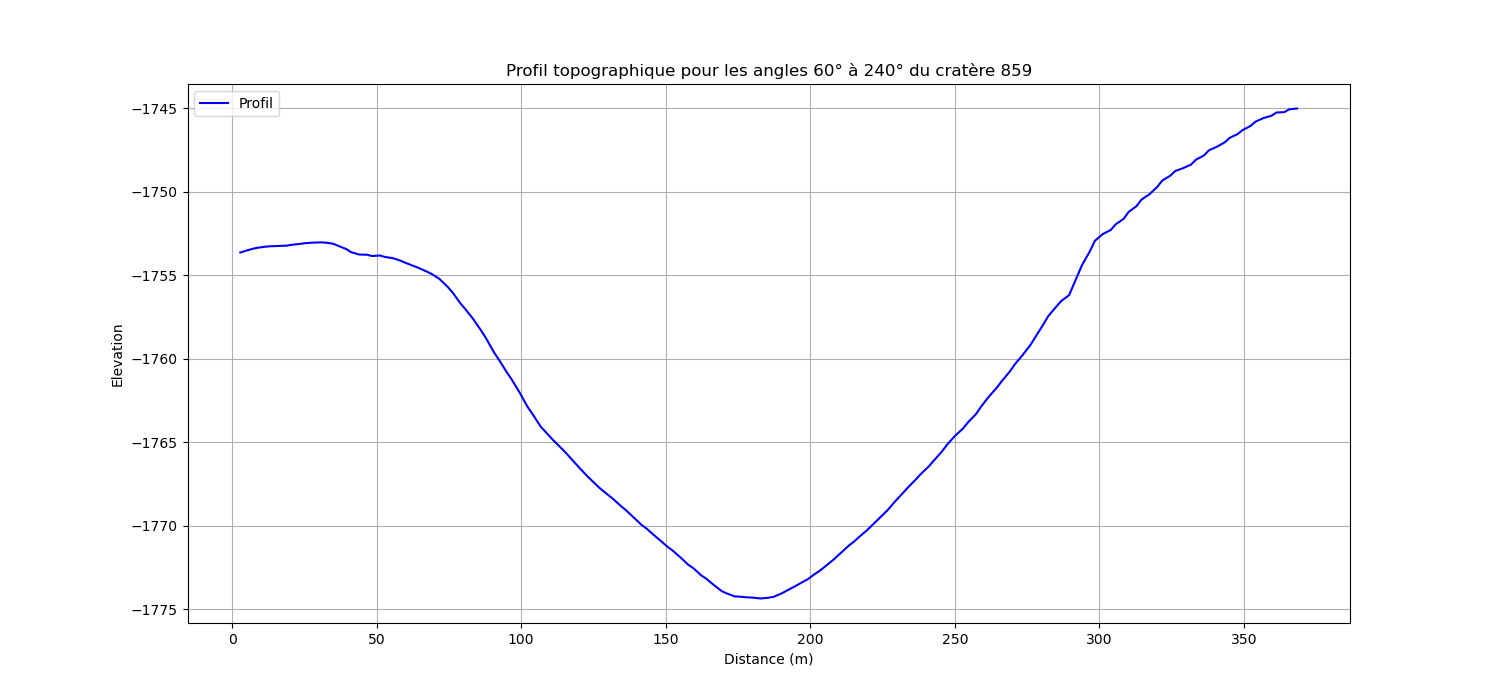 Profil topographique pour les angles 60° à 240° du cratère 859
Profil
Elevation
−1745
−1750
−1755
−1760
−1765
−1770
−1775
0 50 100 150 200 250 300 350
Distance (m)